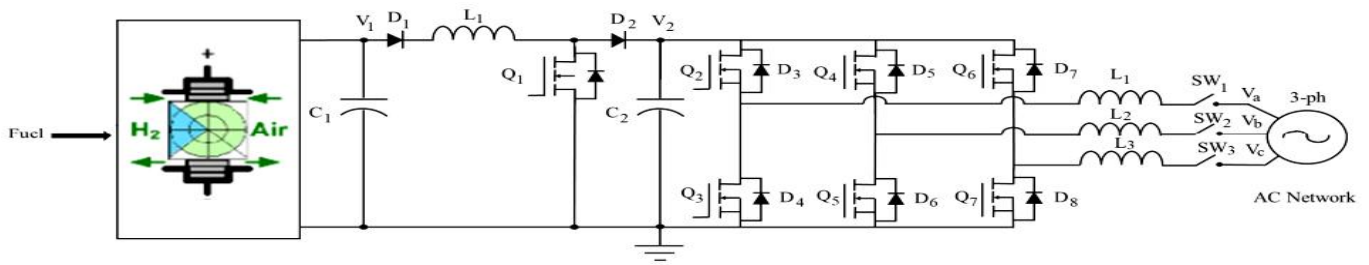 V1 D1 L1 D2 V2
Q1
C1 C2
Q2 D3 Q4 D5 Q6 D7
L1 SW1 Va 3-ph
L2 SW2 Vb
L3 SW3 Vc
Q3 D4 Q5 D6 Q7 D8
AC Network
Fuel
+
H2 Air